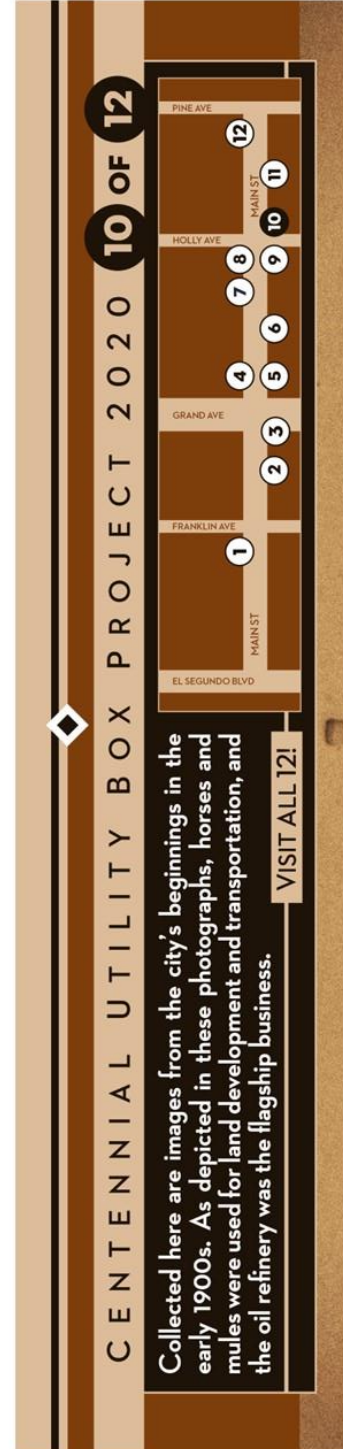 CENTENNIAL UTILITY BOX PROJECT 2020 10 OF 12
Collected here are images from the city's beginnings in the
early 1900s. As depicted in these photographs, horses and
mules were used for land development and transportation, and
the oil refinery was the flagship business.
VISIT ALL 12!
EL SEGUNDO BLVD
FRANKLIN AVE
GRAND AVE
HOLLY AVE
PINE AVE
MAIN ST
MAIN ST
1
2
3
4
5
6
7
8
9
10
11
12